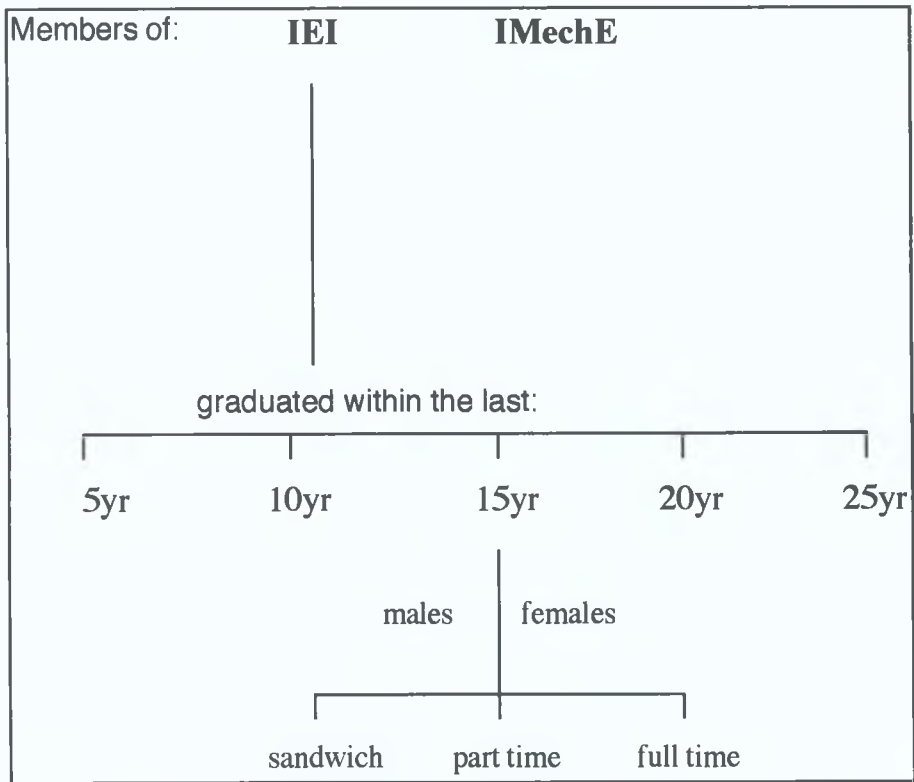 Members of: IEI IMechE
graduated within the last:
5yr 10yr 15yr 20yr 25yr
males females
sandwich part time full time